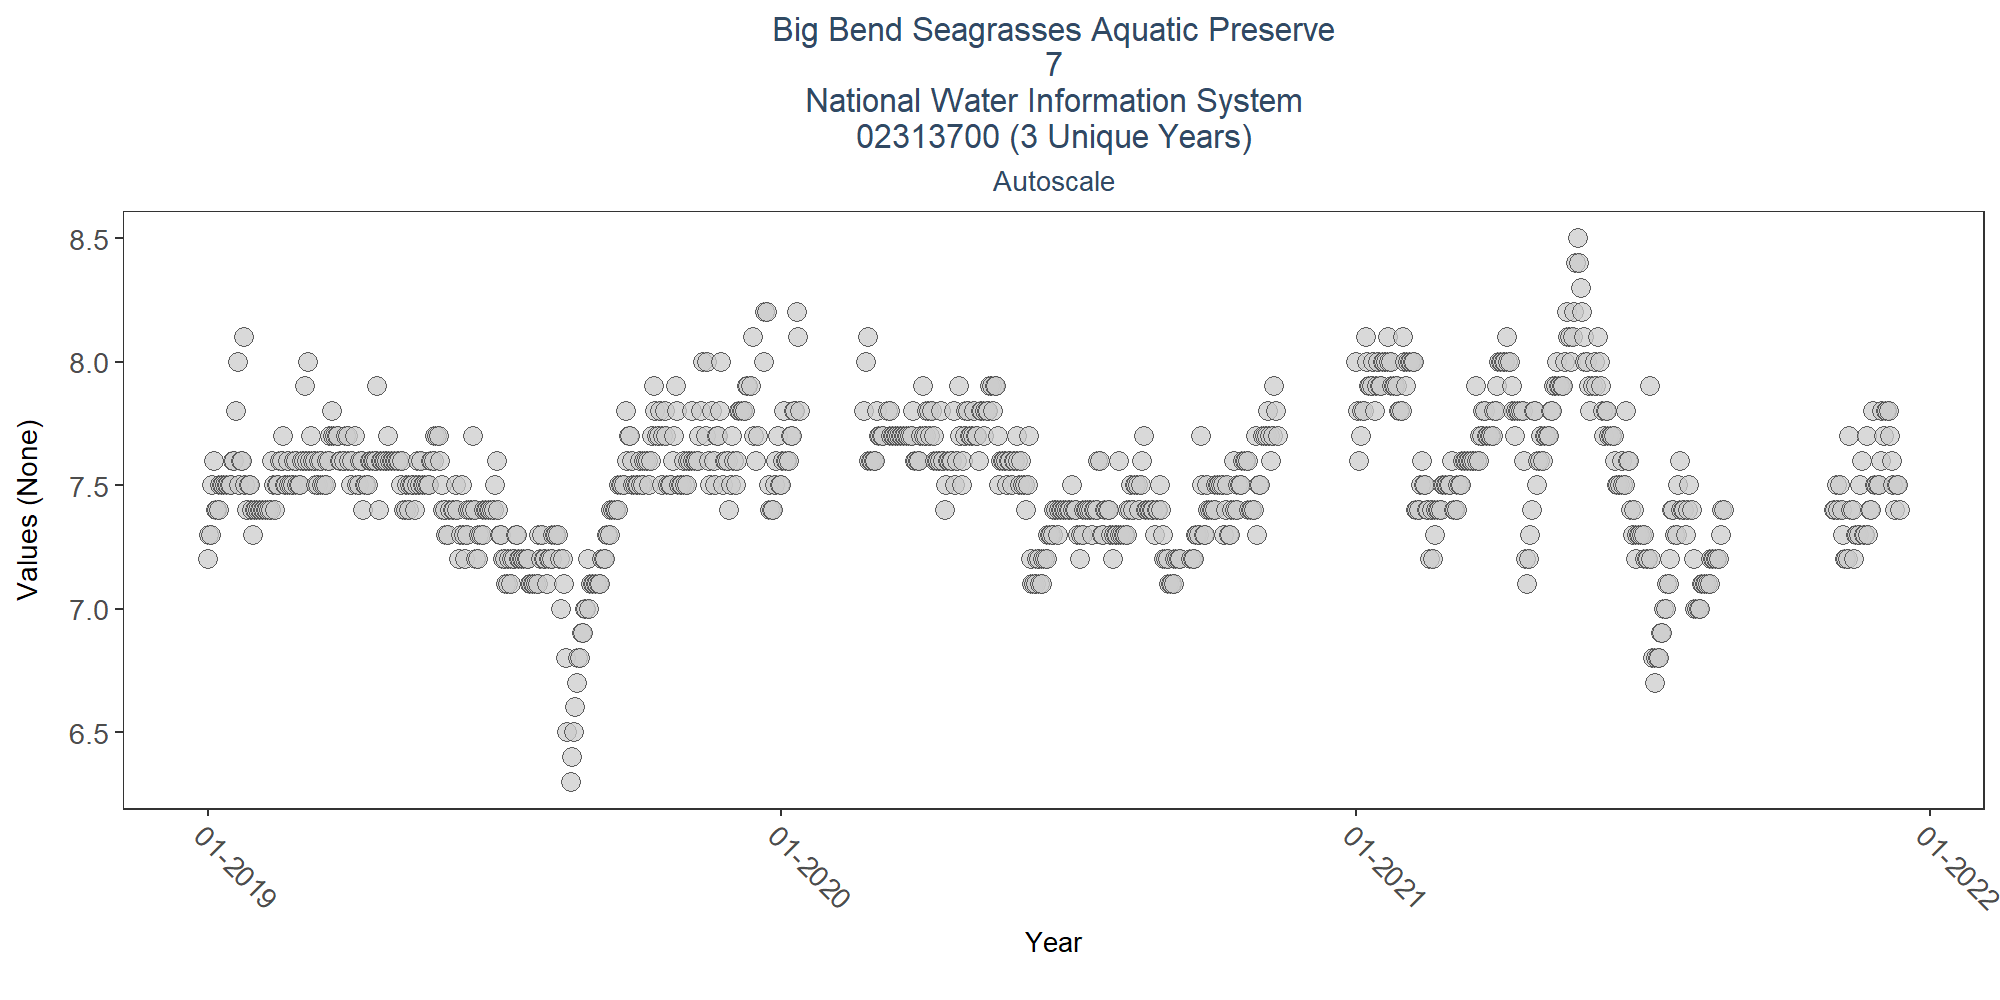 Big Bend Seagrasses Aquatic Preserve
7
National Water Information System
02313700 (3 Unique Years)
Autoscale
Values (None)
8.5
8.0
7.5
7.0
6.5
01-2019
01-2020
01-2021
01-2022
Year